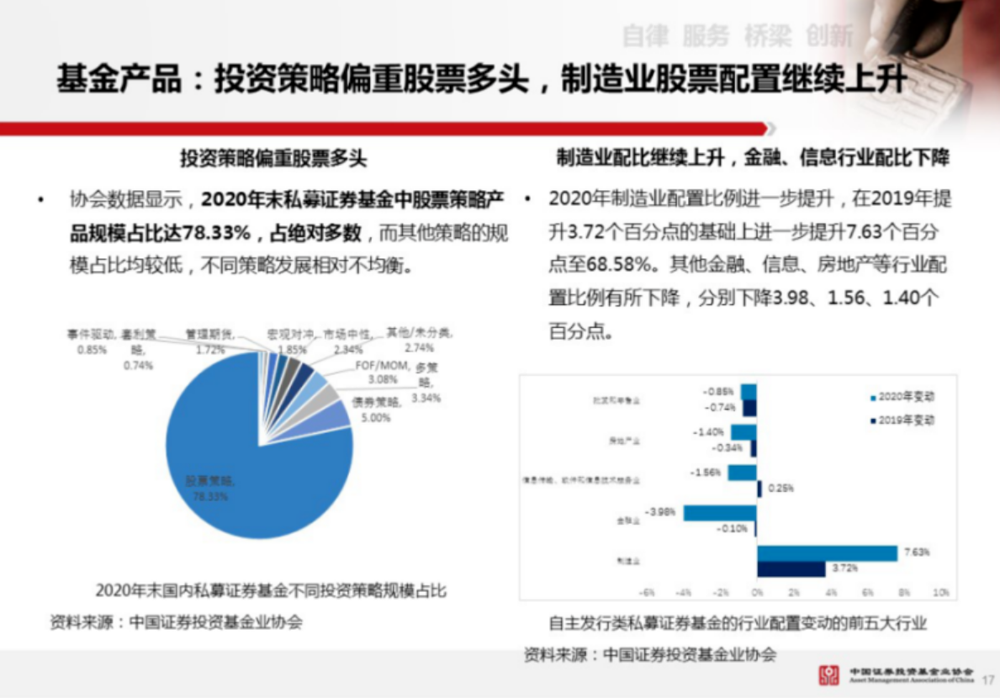 自律 服务 桥梁 创新
基金产品：投资策略偏重股票多头，制造业股票配置继续上升
投资策略偏重股票多头
• 协会数据显示，2020年末私募证券基金中股票策略产
品规模占比达78.33%，占绝对多数，而其他策略的规
模占比均较低，不同策略发展相对不均衡。
事件驱动,
0.85%
套利策
略,
0.74%
管理期货,
1.72%
宏观对冲,
1.85%
市场中性,
2.34%
其他/未分类,
2.74%
FOF/MOM,
3.08%
多策
略,
3.34%
债券策略,
5.00%
股票策略,
78.33%
2020年末国内私募证券基金不同投资策略规模占比
资料来源：中国证券投资基金业协会
制造业配比继续上升，金融、信息行业配比下降
• 2020年制造业配置比例进一步提升，在2019年提
升3.72个百分点的基础上进一步提升7.63个百分
点至68.58%。其他金融、信息、房地产等行业配
置比例有所下降，分别下降3.98、1.56、1.40个
百分点。
2020年变动
2019年变动
批发和零售业
-0.85%
-0.74%
房地产业
-1.40%
-0.34%
信息传输、软件和信息技术服务业
-1.56%
0.25%
金融业
-3.98%
-0.10%
制造业
7.63%
3.72%
-6% -4% -2% 0% 2% 4% 6% 8% 10%
自主发行类私募证券基金的行业配置变动的前五大行业
资料来源：中国证券投资基金业协会
中国证券投资基金业协会
Asset Management Association of China
17